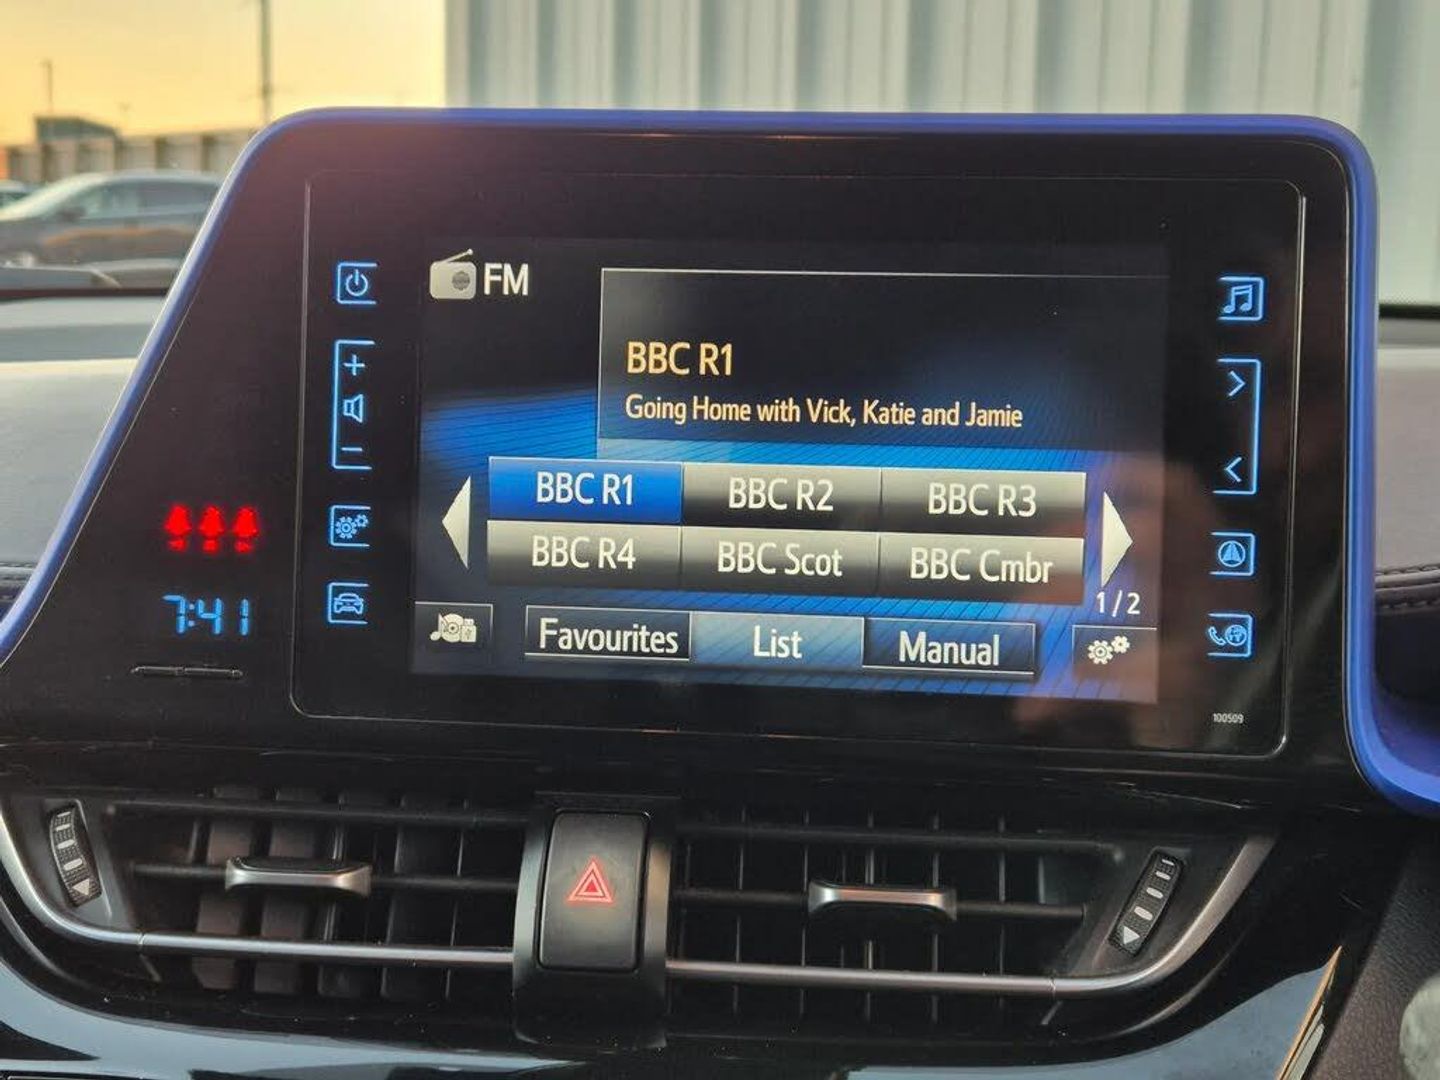 FM
BBC R1
Going Home with Vick, Katie and Jamie
BBC R1 BBC R2 BBC R3
BBC R4 BBC Scot BBC Cmbr
1/2
Favourites List Manual
7:41
100509